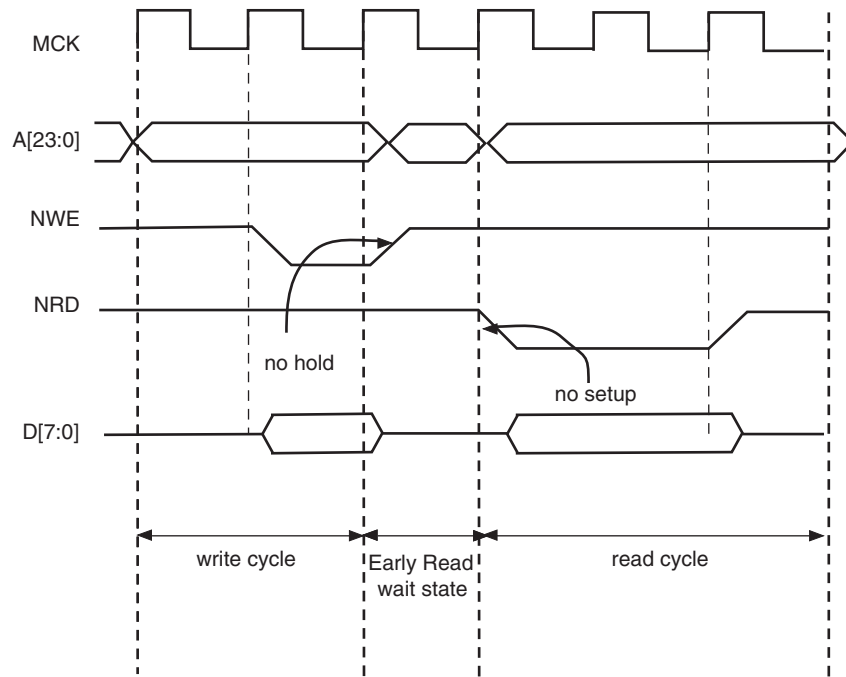 MCK
A[23:0]
NWE
NRD
no hold
no setup
D[7:0]
write cycle
Early Read
wait state
read cycle